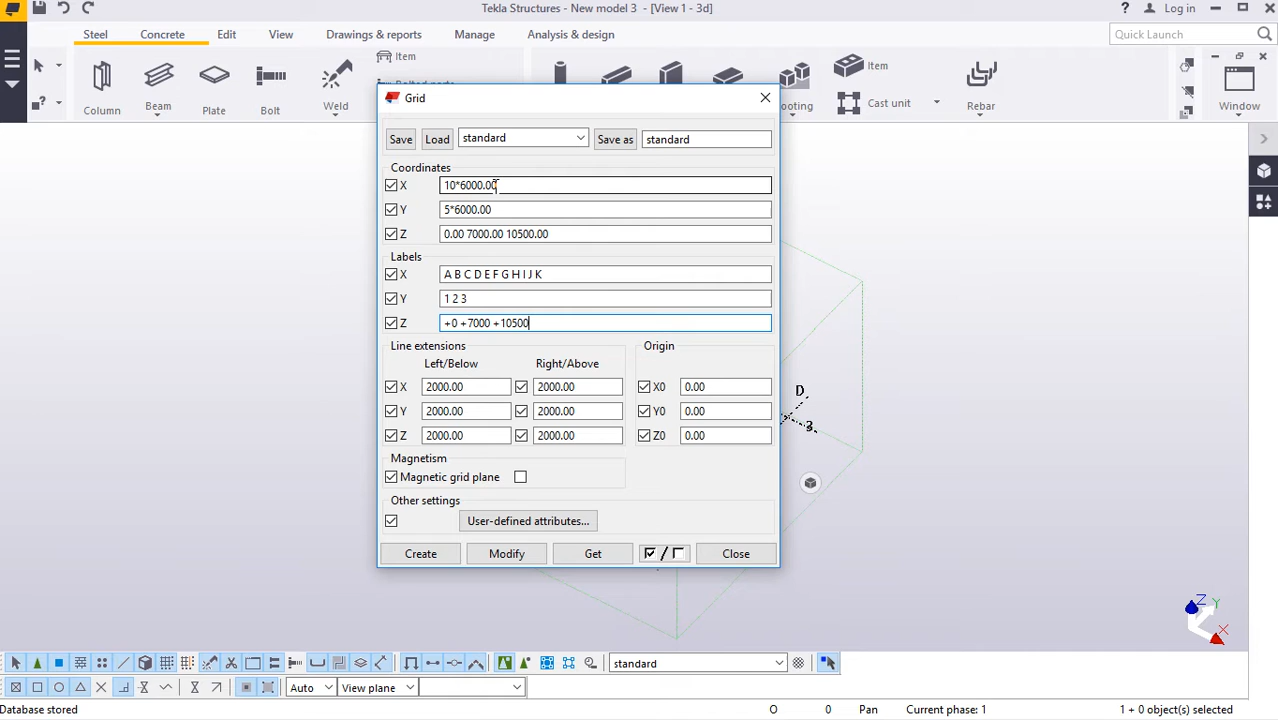 Tekla Structures - New model 3 - [View 1 - 3d]
? Log in
Steel Concrete Edit View Drawings & reports Manage Analysis & design Quick Launch
Item
Item
Column Beam Plate Bolt Weld Cast unit Rebar Window
Grid
Save Load standard Save as standard
Coordinates
X 10*6000.00
Y 5*6000.00
Z 0.00 7000.00 10500.00
Labels
X A B C D E F G H I J K
Y 1 2 3
Z +0 +7000 +10500
Line extensions Origin
Left/Below Right/Above
X 2000.00 2000.00 X0 0.00
Y 2000.00 2000.00 Y0 0.00
Z 2000.00 2000.00 Z0 0.00
Magnetism
Magnetic grid plane
Other settings
User-defined attributes...
Create Modify Get / Close
D
3
Z Y
X
standard
Auto View plane
Database stored O 0 Pan Current phase: 1 1 + 0 object(s) selected